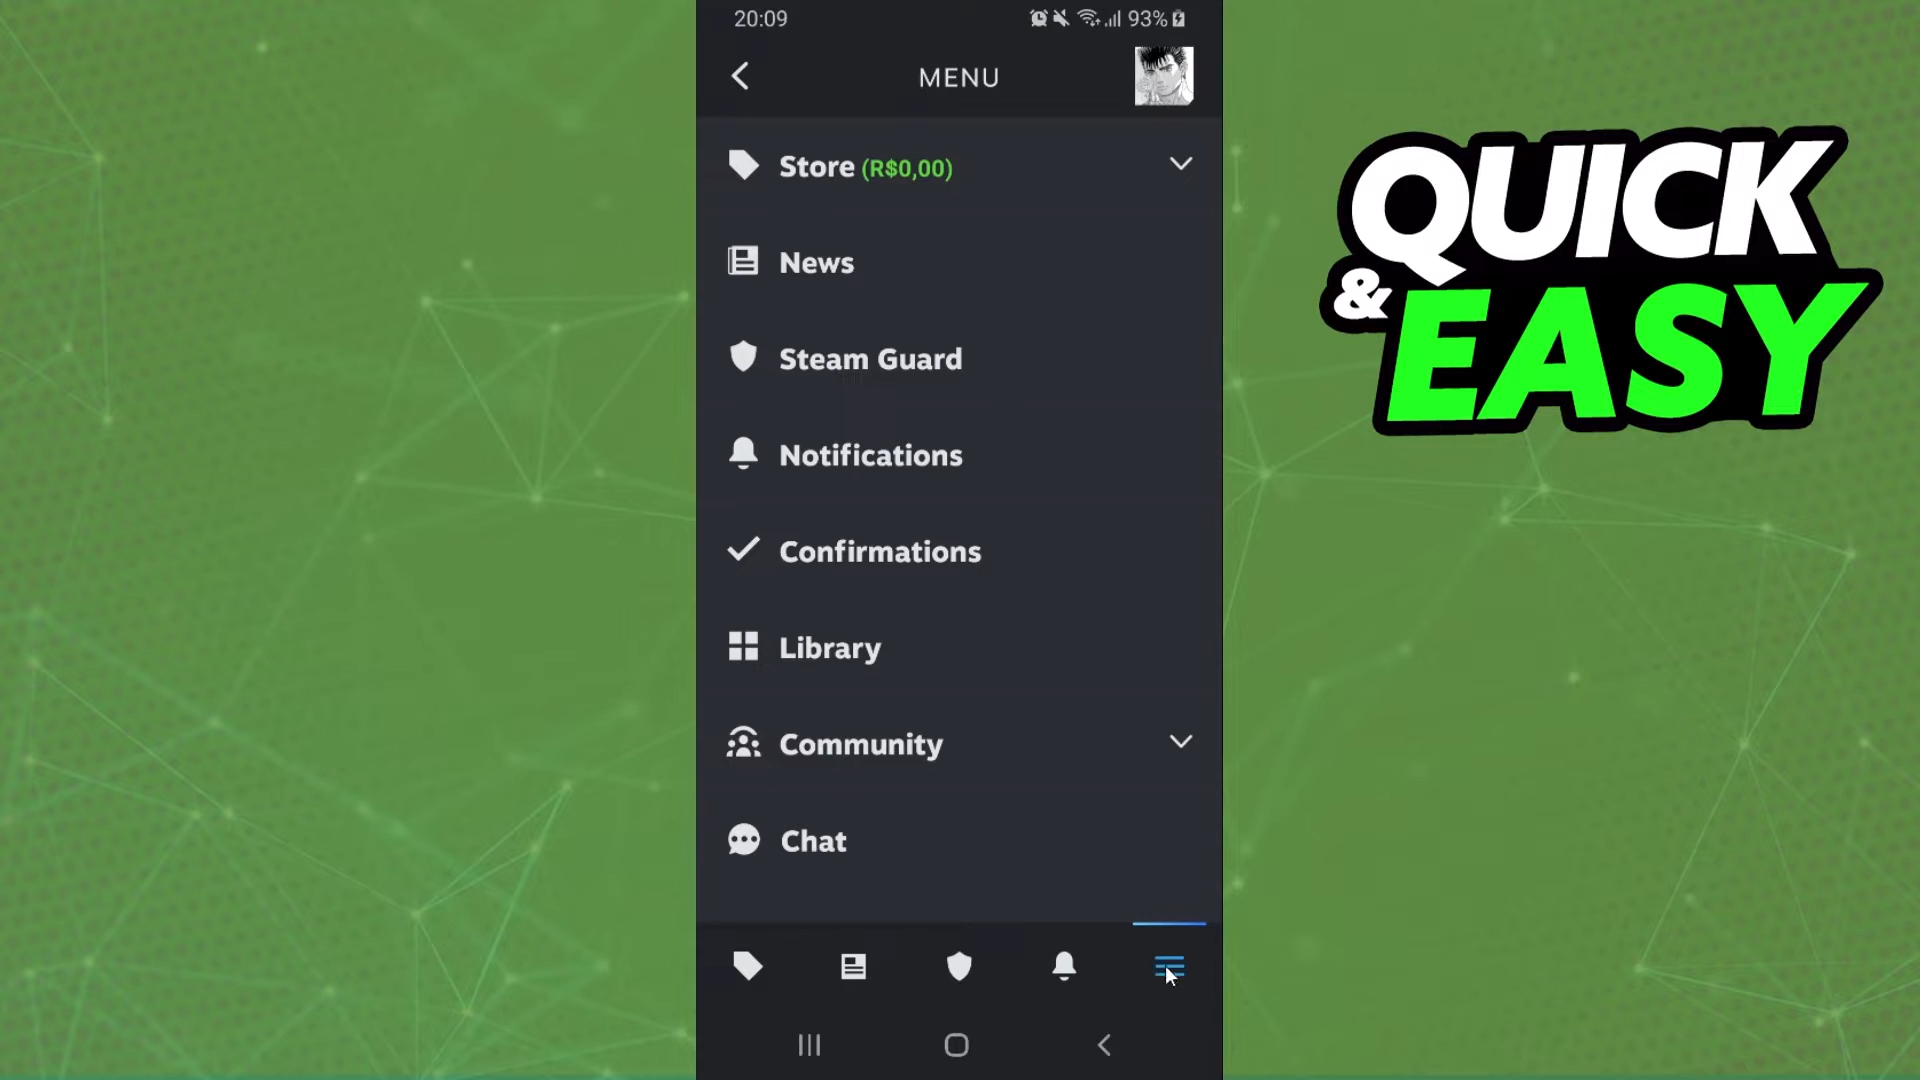 20:09
93%
MENU
Store (R$0,00)
News
Steam Guard
Notifications
Confirmations
Library
Community
Chat
QUICK
& EASY